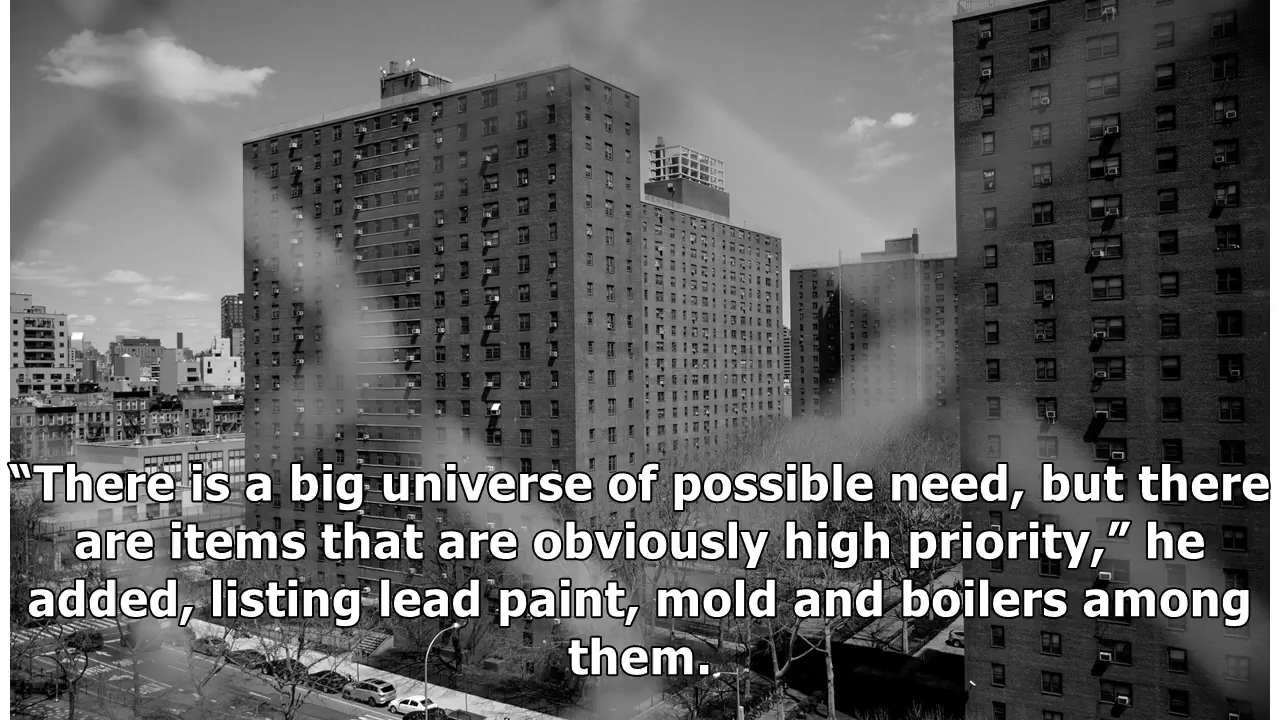 “There is a big universe of possible need, but there
are items that are obviously high priority,” he
added, listing lead paint, mold and boilers among
them.